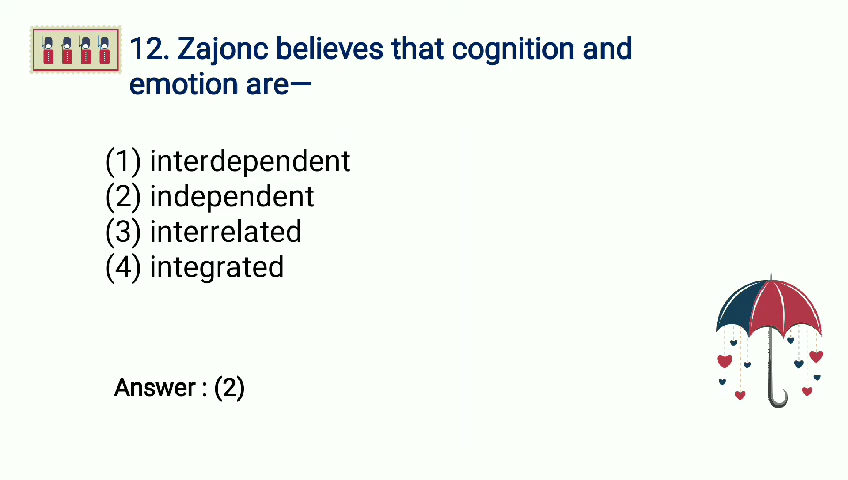 12. Zajonc believes that cognition and
emotion are—
(1) interdependent
(2) independent
(3) interrelated
(4) integrated
Answer : (2)